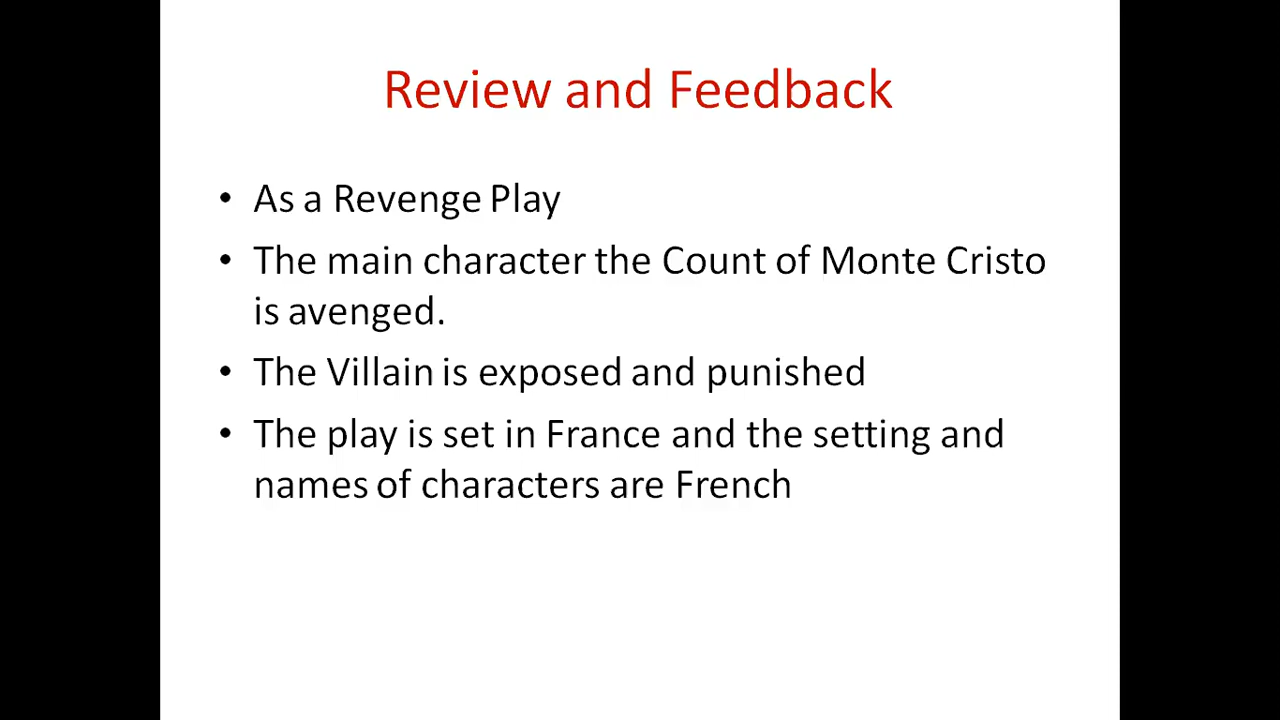 Review and Feedback
• As a Revenge Play
• The main character the Count of Monte Cristo
is avenged.
• The Villain is exposed and punished
• The play is set in France and the setting and
names of characters are French